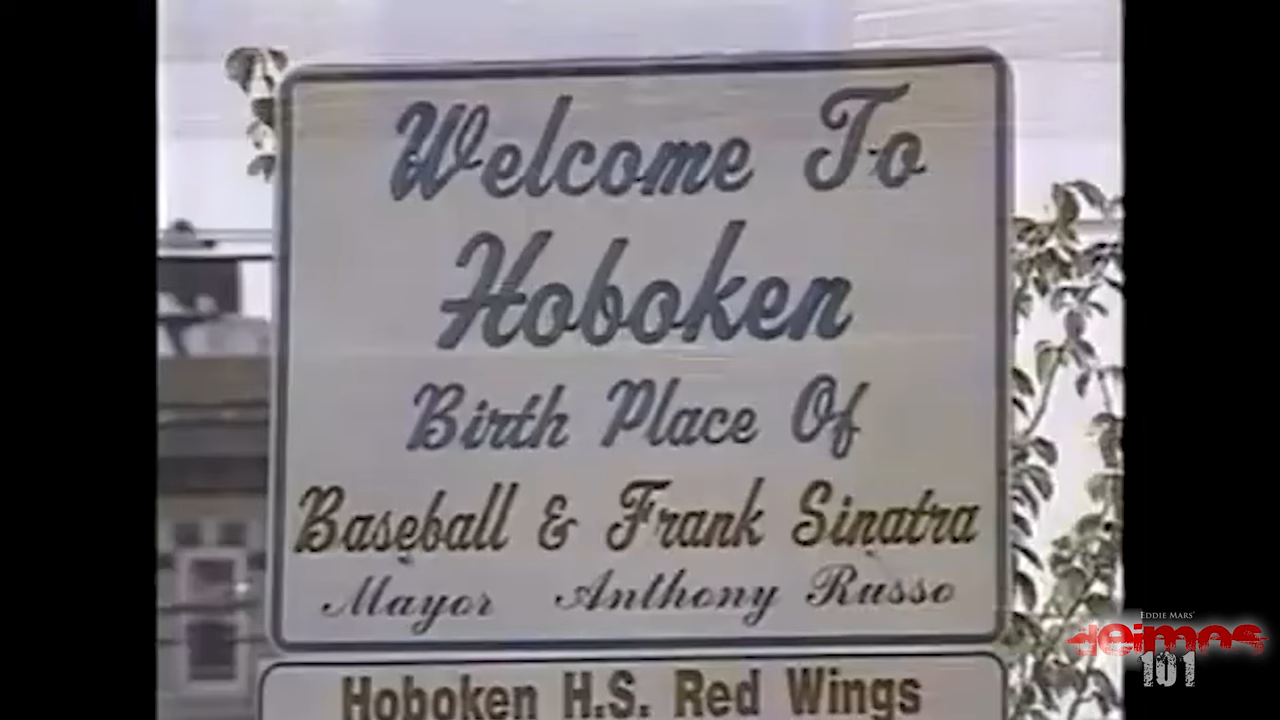 Welcome To
Hoboken
Birth Place Of
Baseball & Frank Sinatra
Mayor Anthony Russo
Hoboken H.S. Red Wings
EDDIE MARS'
deimos
101